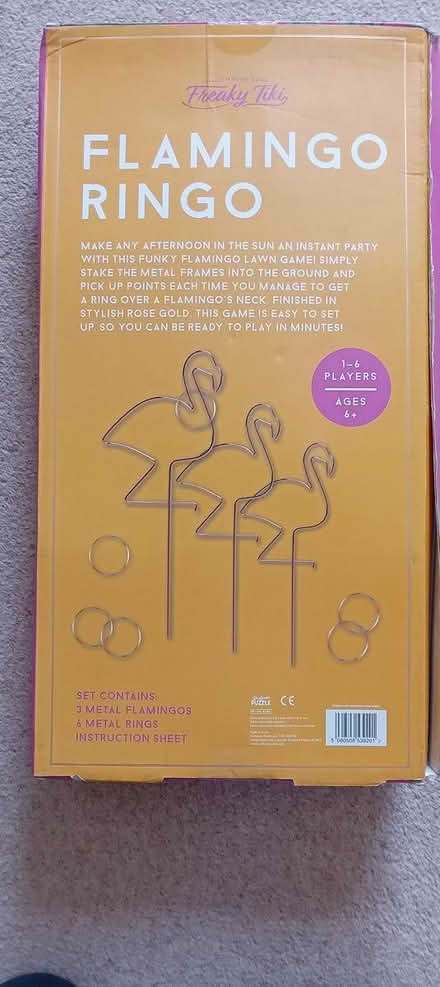 Freaky Tiki
FLAMINGO
RINGO
MAKE ANY AFTERNOON IN THE SUN AN INSTANT PARTY
WITH THIS FUNKY FLAMINGO LAWN GAME! SIMPLY
STAKE THE METAL FRAMES INTO THE GROUND AND
PICK UP POINTS EACH TIME YOU MANAGE TO GET
A RING OVER A FLAMINGO'S NECK. FINISHED IN
STYLISH ROSE GOLD, THIS GAME IS EASY TO SET
UP, SO YOU CAN BE READY TO PLAY IN MINUTES!
1–6
PLAYERS
AGES
6+
SET CONTAINS:
3 METAL FLAMINGOS
6 METAL RINGS
INSTRUCTION SHEET
PUZZLE
CE